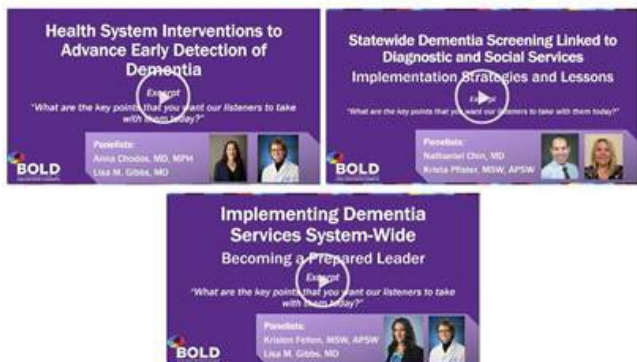 Health System Interventions to
Advance Early Detection of
Dementia
Excerpt
"What are the key points that you want our listeners to take
with them today?"
Panelists:
Anna Chodos, MD, MPH
Lisa M. Gibbs, MD
BOLD
Statewide Dementia Screening Linked to
Diagnostic and Social Services
Implementation Strategies and Lessons
Excerpt
"What are the key points that you want our listeners to take with them today?"
Panelists:
Nathaniel Chin, MD
Krista Pfister, MSW, APSW
BOLD
Implementing Dementia
Services System-Wide
Becoming a Prepared Leader
Excerpt
"What are the key points that you want our listeners to take
with them today?"
Panelists:
Kristen Felten, MSW, APSW
Lisa M. Gibbs, MD
BOLD